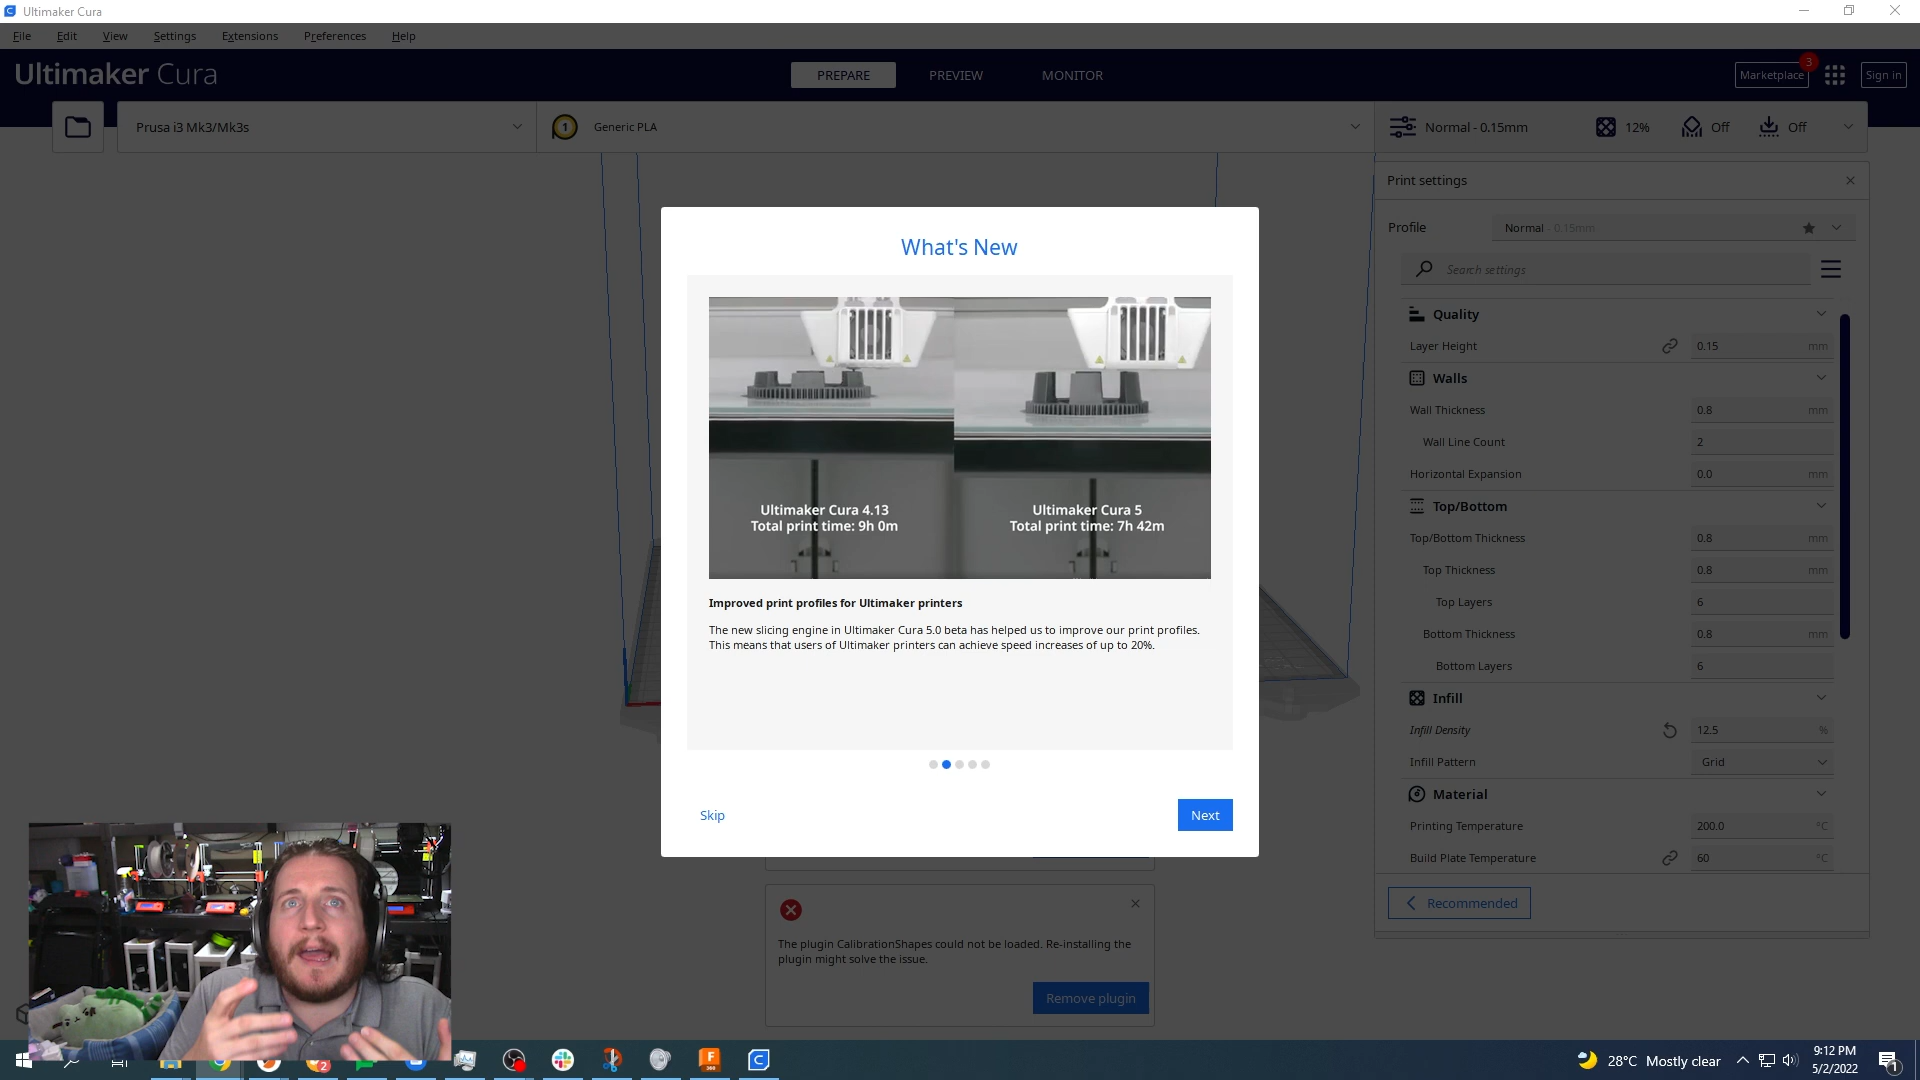 Ultimaker Cura
File Edit View Settings Extensions Preferences Help
Ultimaker Cura
PREPARE PREVIEW MONITOR
Marketplace 3 Sign in
Prusa i3 Mk3/Mk3s
1 Generic PLA
Normal - 0.15mm 12% Off Off
Print settings
Profile Normal - 0.15mm
Search settings
Quality
Layer Height 0.15 mm
Walls
Wall Thickness 0.8 mm
Wall Line Count 2
Horizontal Expansion 0.0 mm
Top/Bottom
Top/Bottom Thickness 0.8 mm
Top Thickness 0.8 mm
Top Layers 6
Bottom Thickness 0.8 mm
Bottom Layers 6
Infill
Infill Density 12.5 %
Infill Pattern Grid
Material
Printing Temperature 200.0 °C
Build Plate Temperature 60 °C
Recommended
What's New
Ultimaker Cura 4.13
Total print time: 9h 0m
Ultimaker Cura 5
Total print time: 7h 42m
Improved print profiles for Ultimaker printers
The new slicing engine in Ultimaker Cura 5.0 beta has helped us to improve our print profiles.
This means that users of Ultimaker printers can achieve speed increases of up to 20%.
Skip Next
The plugin CalibrationShapes could not be loaded. Re-installing the
plugin might solve the issue.
Remove plugin
2
F
28°C Mostly clear
9:12 PM
5/2/2022
1